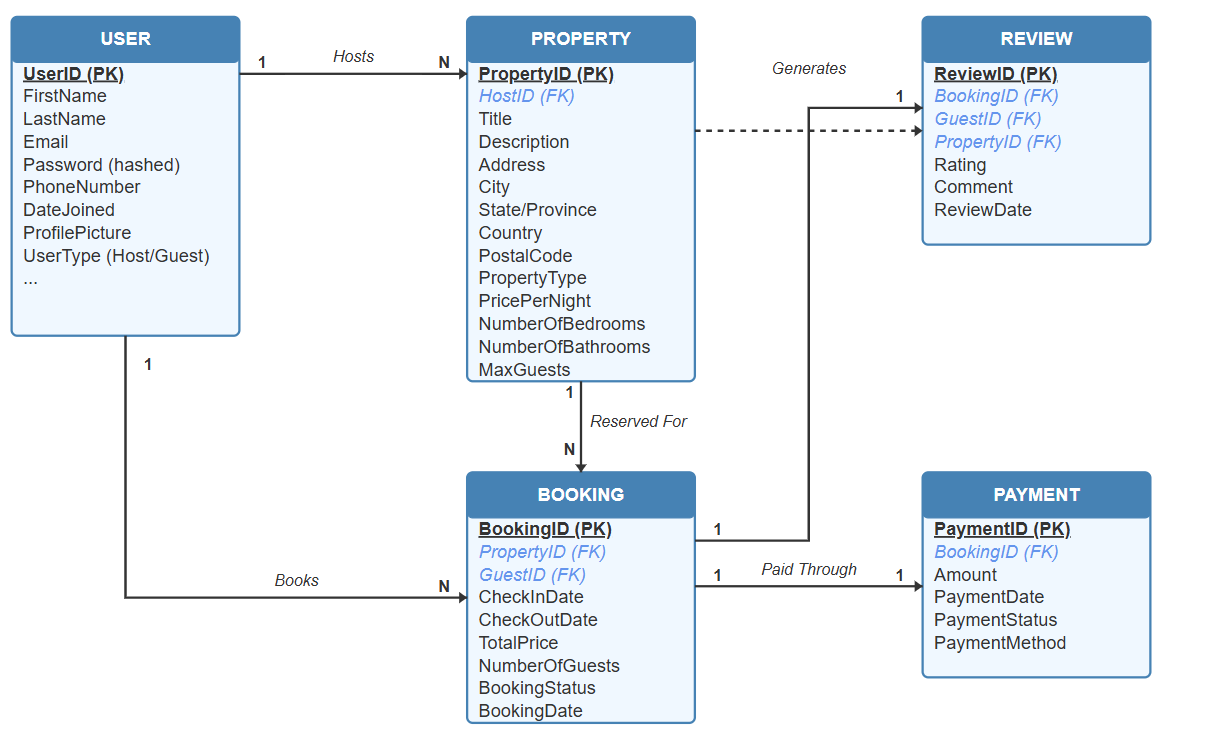 USER
UserID (PK)
FirstName
LastName
Email
Password (hashed)
PhoneNumber
DateJoined
ProfilePicture
UserType (Host/Guest)
...
1
Hosts
N
PROPERTY
PropertyID (PK)
HostID (FK)
Title
Description
Address
City
State/Province
Country
PostalCode
PropertyType
PricePerNight
NumberOfBedrooms
NumberOfBathrooms
MaxGuests
Generates
1
REVIEW
ReviewID (PK)
BookingID (FK)
GuestID (FK)
PropertyID (FK)
Rating
Comment
ReviewDate
1
Books
N
1
Reserved For
N
BOOKING
BookingID (PK)
PropertyID (FK)
GuestID (FK)
CheckInDate
CheckOutDate
TotalPrice
NumberOfGuests
BookingStatus
BookingDate
1
1
Paid Through
1
PAYMENT
PaymentID (PK)
BookingID (FK)
Amount
PaymentDate
PaymentStatus
PaymentMethod